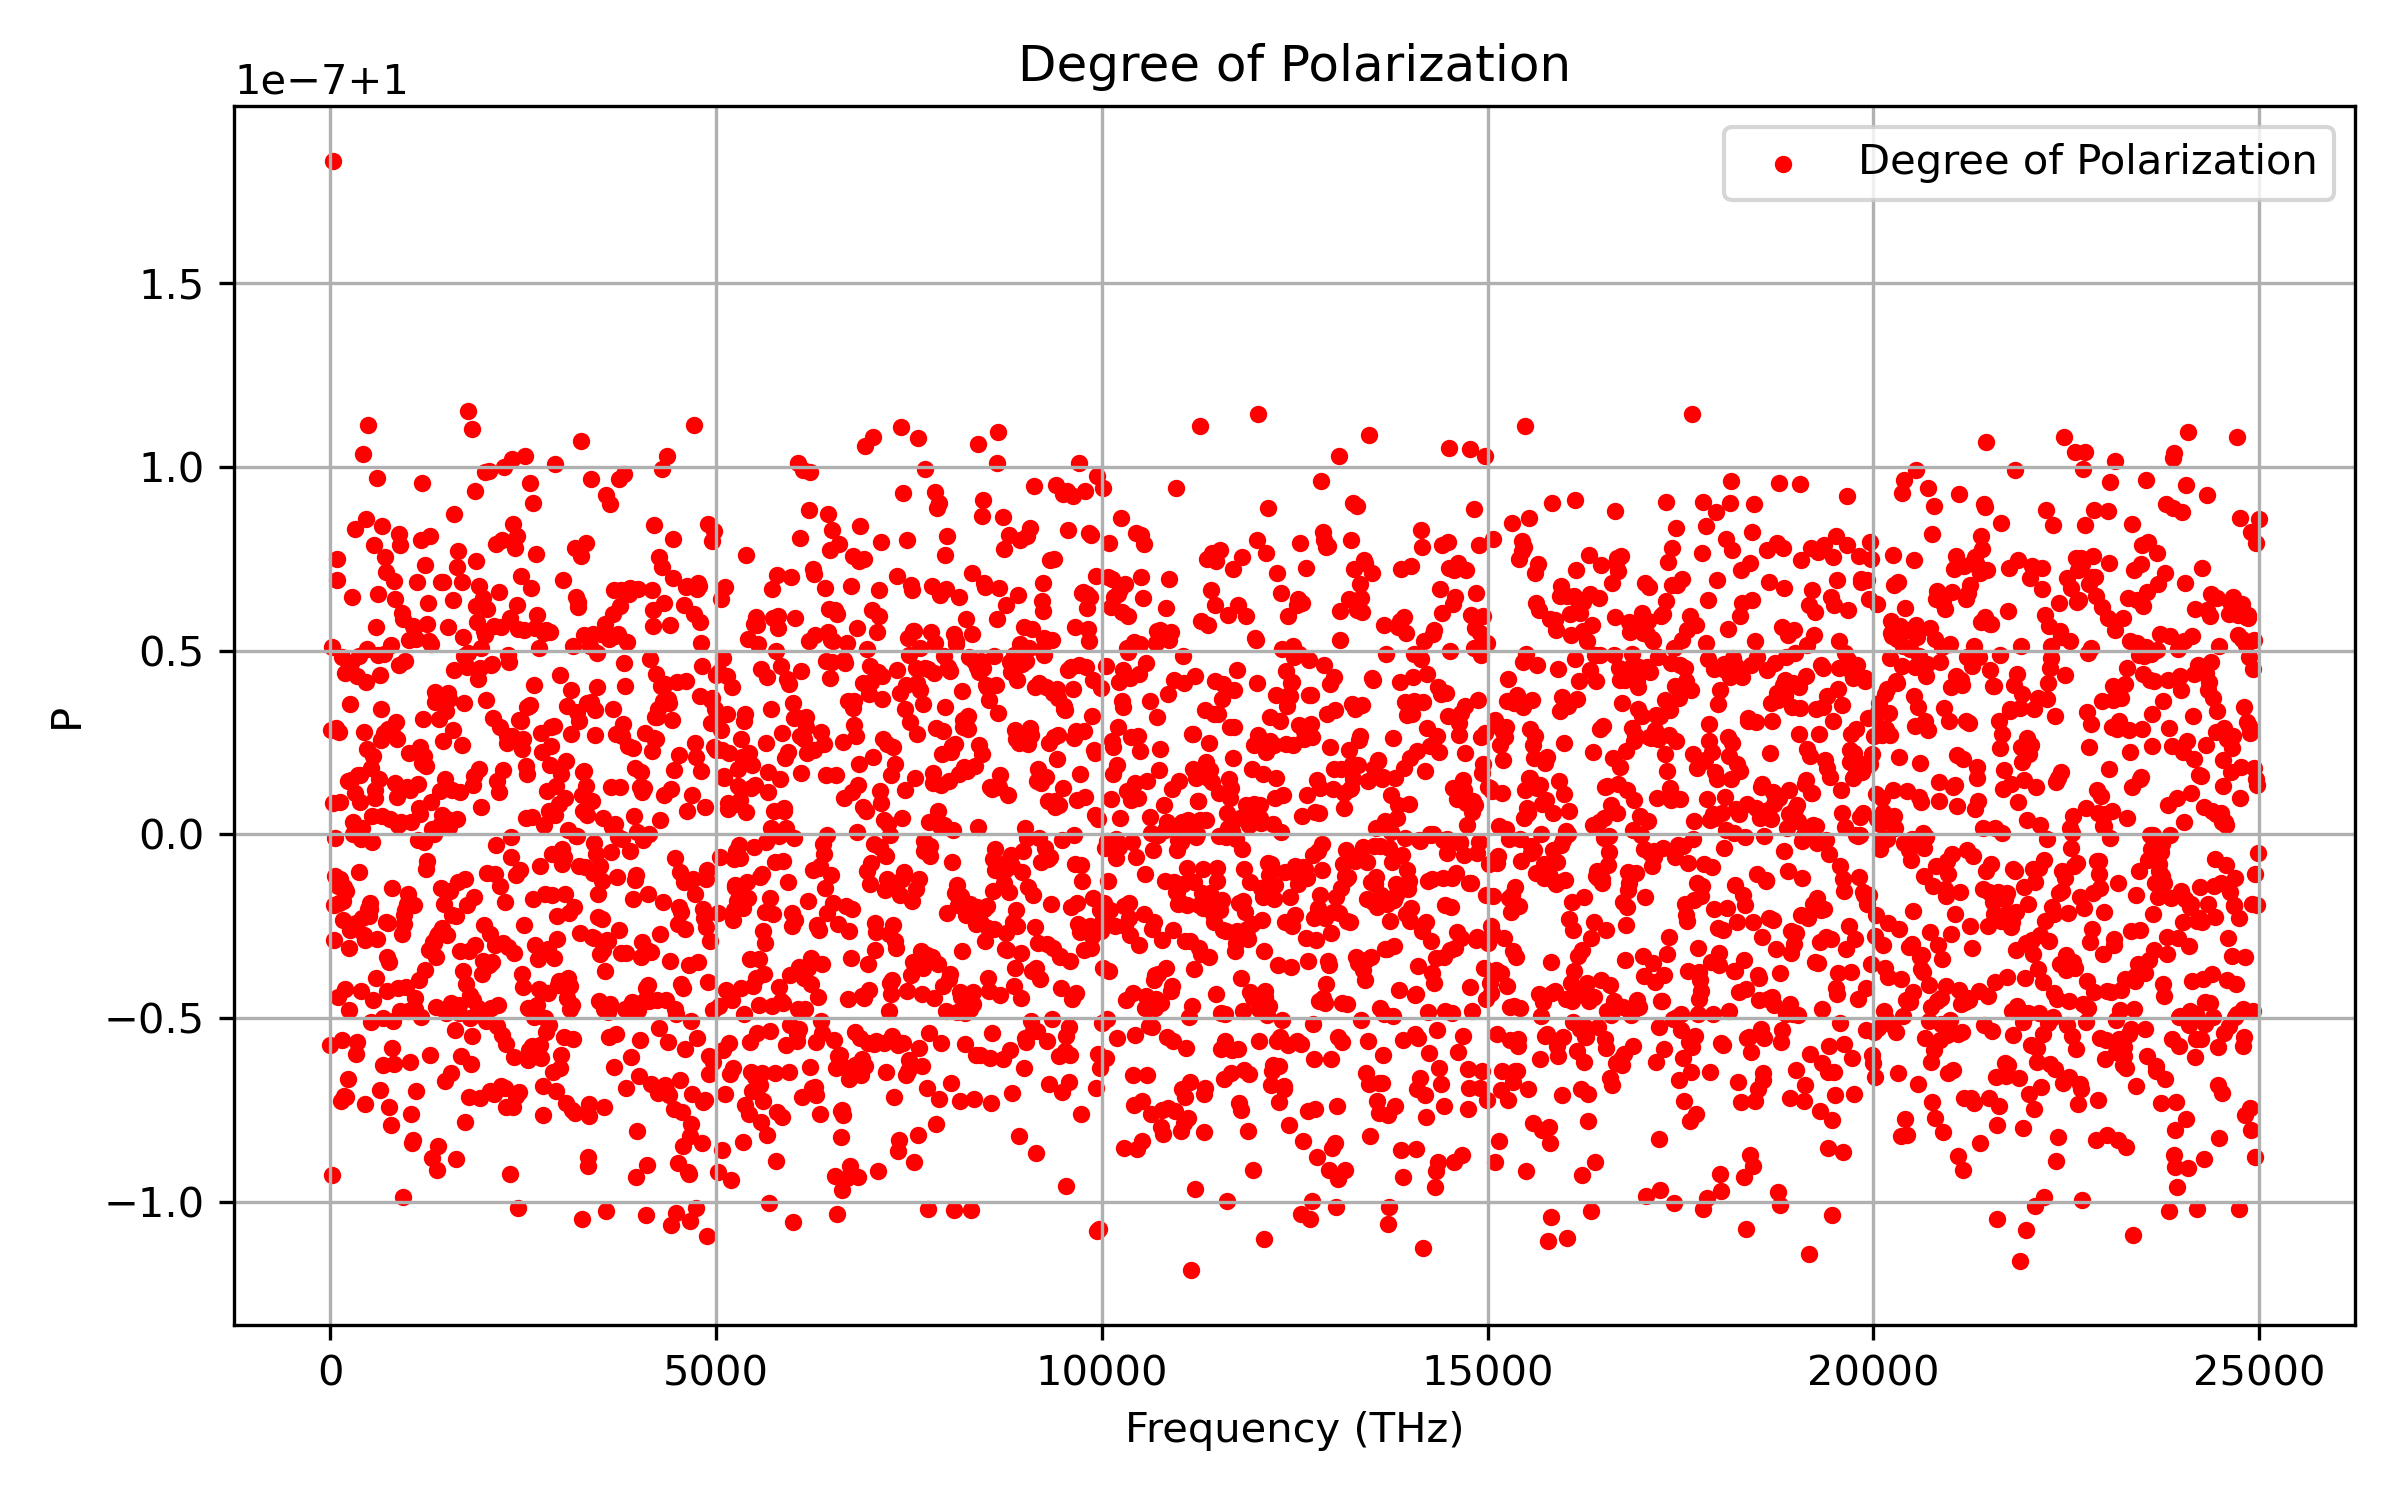 Degree of Polarization
1e−7+1
Degree of Polarization
1.5
1.0
0.5
0.0
−0.5
−1.0
P
0 5000 10000 15000 20000 25000
Frequency (THz)